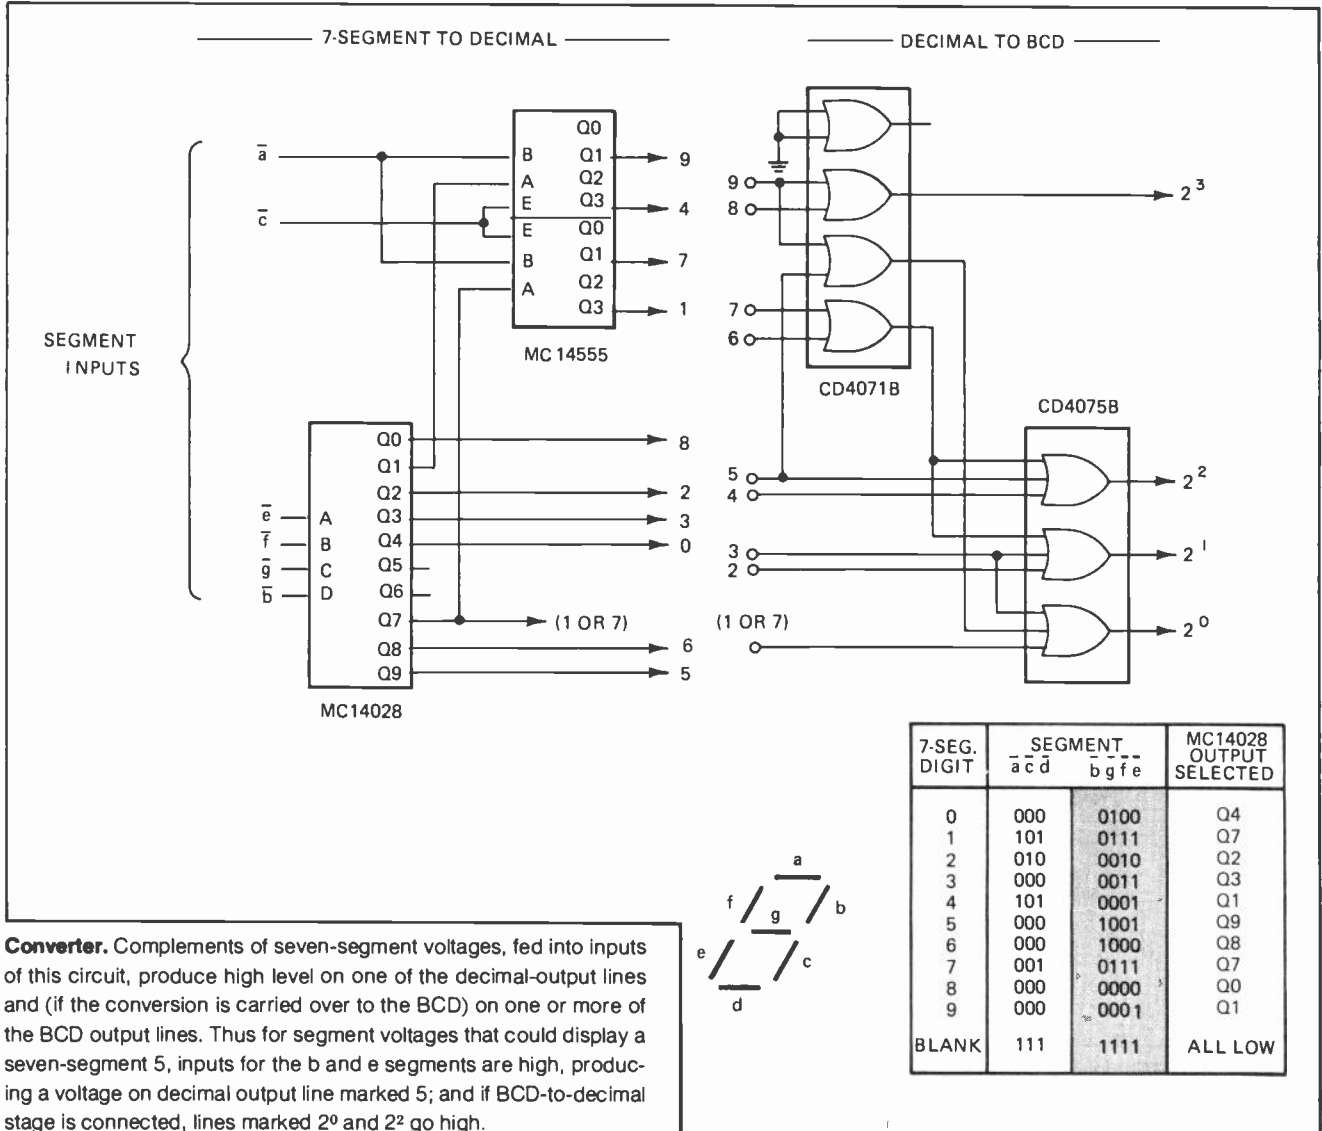 7-SEGMENT TO DECIMAL
DECIMAL TO BCD
a̅
c̅
SEGMENT
INPUTS
B
A
E
E
B
A
Q0
Q1
Q2
Q3
Q0
Q1
Q2
Q3
9
4
7
1
MC 14555
e̅
f̅
g̅
b̅
A
B
C
D
Q0
Q1
Q2
Q3
Q4
Q5
Q6
Q7
Q8
Q9
8
2
3
0
(1 OR 7)
6
5
MC14028
9
8
7
6
CD4071B
2³
CD4075B
5
4
3
2
(1 OR 7)
2²
2¹
2⁰
7-SEG. DIGIT | SEGMENT | MC14028 OUTPUT SELECTED
a̅ c̅ d̅ | b̅ g̅ f̅ e̅
0 000 0100 Q4
1 101 0111 Q7
2 010 0010 Q2
3 000 0011 Q3
4 101 0001 Q1
5 000 1001 Q9
6 000 1000 Q8
7 001 0111 Q7
8 000 0000 Q0
9 000 0001 Q1
BLANK 111 1111 ALL LOW
a
f
g
b
e
c
d
Converter. Complements of seven-segment voltages, fed into inputs
of this circuit, produce high level on one of the decimal-output lines
and (if the conversion is carried over to the BCD) on one or more of
the BCD output lines. Thus for segment voltages that could display a
seven-segment 5, inputs for the b and e segments are high, produc-
ing a voltage on decimal output line marked 5; and if BCD-to-decimal
stage is connected, lines marked 2⁰ and 2² go high.